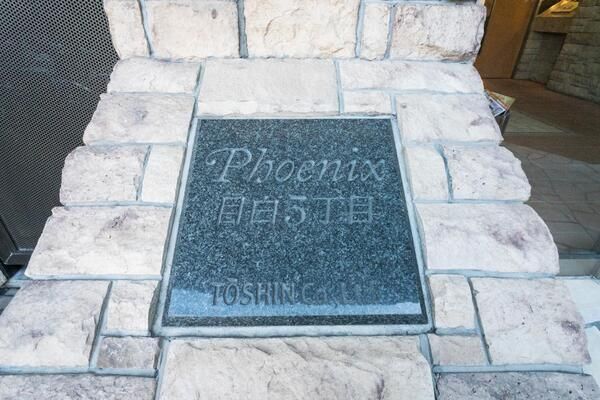 Phoenix
目白5丁目
TOSHIN Co., Ltd.